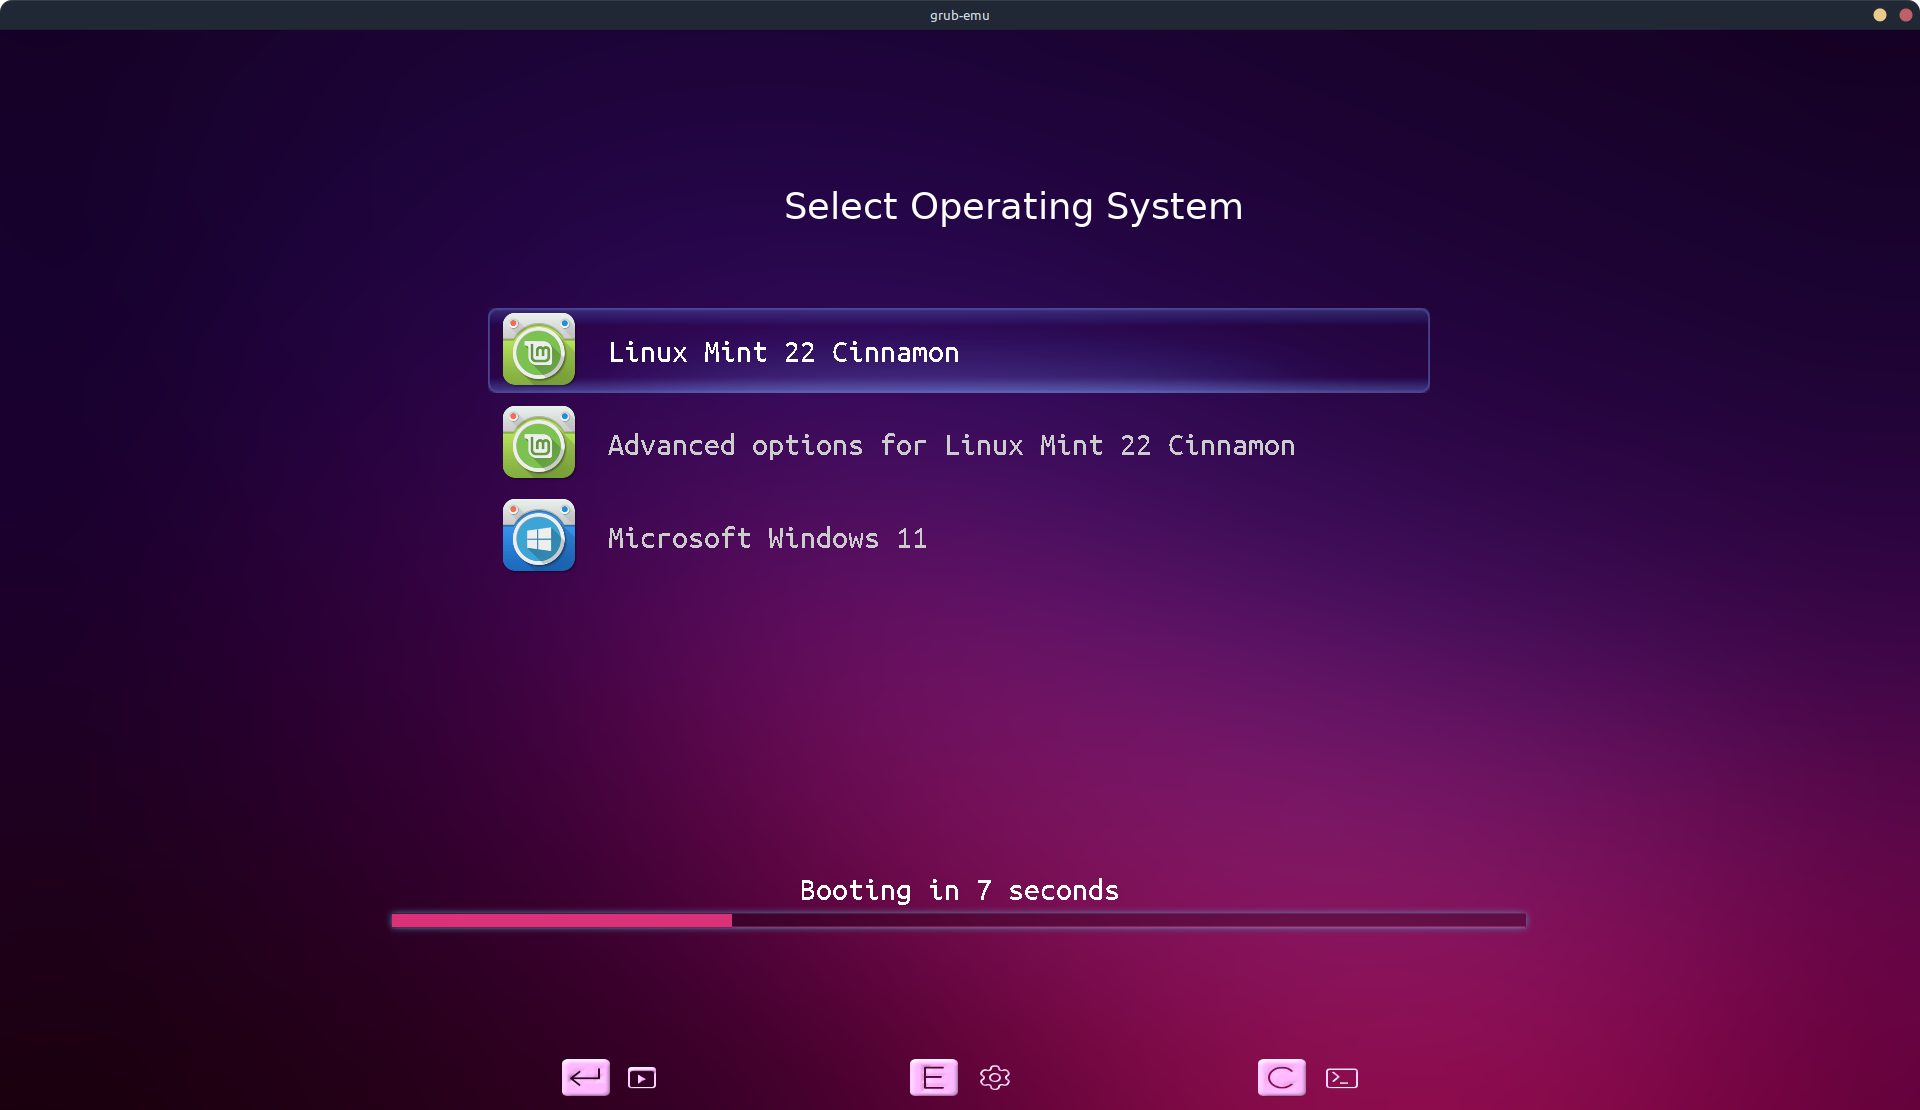 grub-emu
Select Operating System
Linux Mint 22 Cinnamon
Advanced options for Linux Mint 22 Cinnamon
Microsoft Windows 11
Booting in 7 seconds
E
C